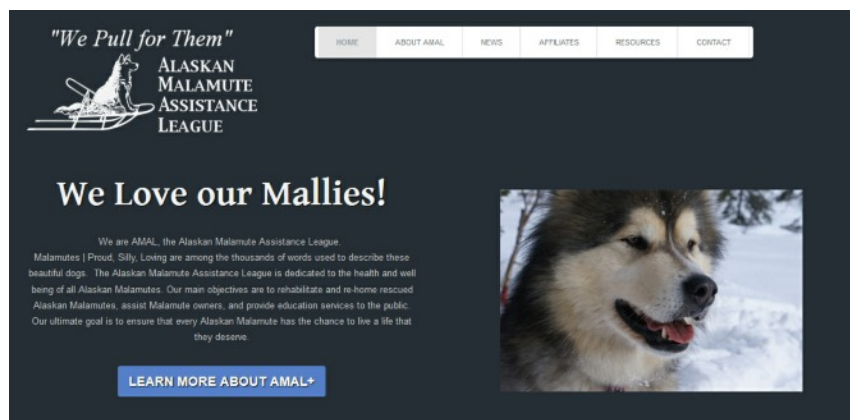 "We Pull for Them"
ALASKAN
MALAMUTE
ASSISTANCE
LEAGUE
HOME
ABOUT AMAL
NEWS
AFFILIATES
RESOURCES
CONTACT
We Love our Mallies!
We are AMAL, the Alaskan Malamute Assistance League.
Malamutes | Proud, Silly, Loving are among the thousands of words used to describe these
beautiful dogs.  The Alaskan Malamute Assistance League is dedicated to the health and well
being of all Alaskan Malamutes. Our main objectives are to rehabilitate and re-home rescued
Alaskan Malamutes, assist Malamute owners, and provide education services to the public.
Our ultimate goal is to ensure that every Alaskan Malamute has the chance to live a life that
they deserve.
LEARN MORE ABOUT AMAL+